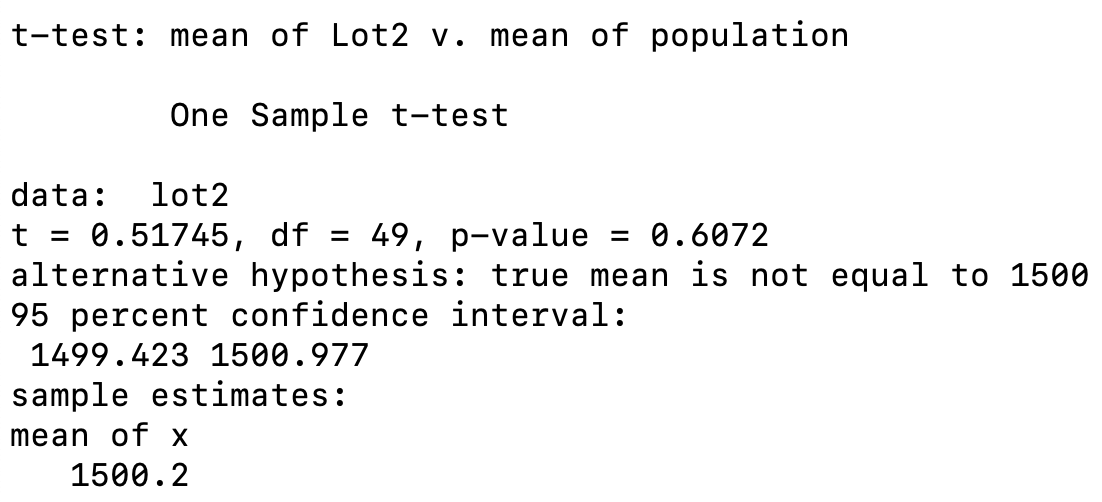 t-test: mean of Lot2 v. mean of population
One Sample t-test
data:  lot2
t = 0.51745, df = 49, p-value = 0.6072
alternative hypothesis: true mean is not equal to 1500
95 percent confidence interval:
1499.423 1500.977
sample estimates:
mean of x
1500.2